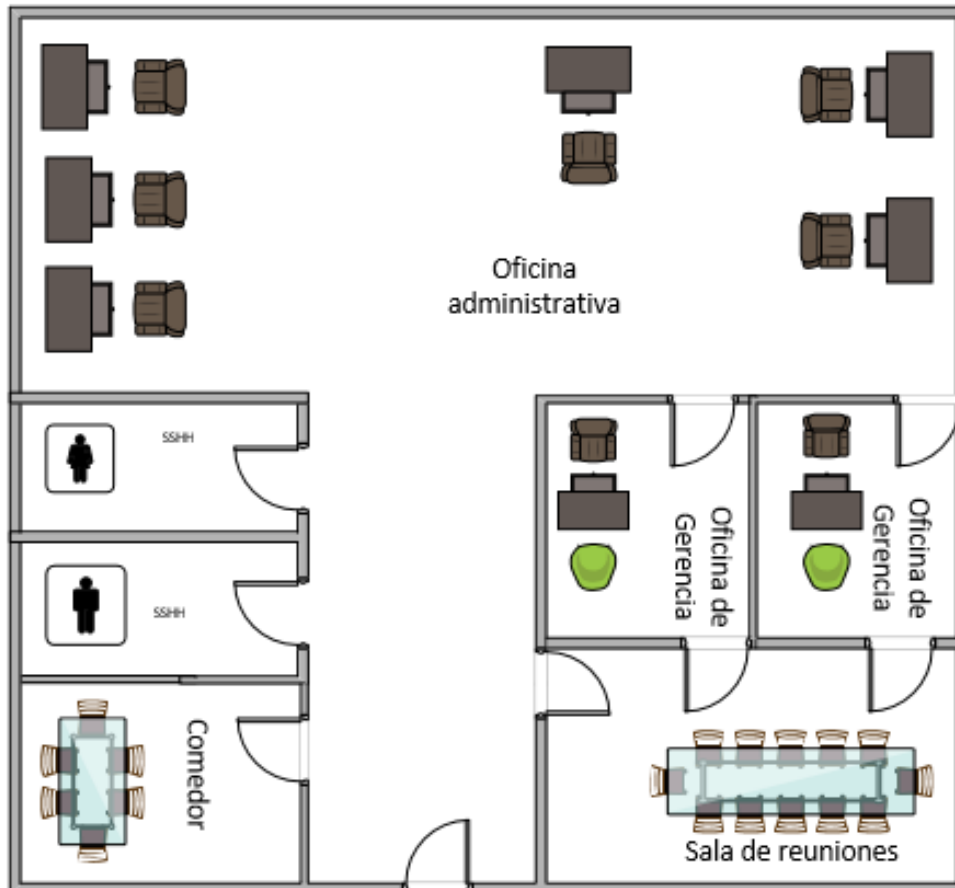 Oficina
administrativa
SSHH
Oficina de
Gerencia
Oficina de
Gerencia
SSHH
Comedor
Sala de reuniones